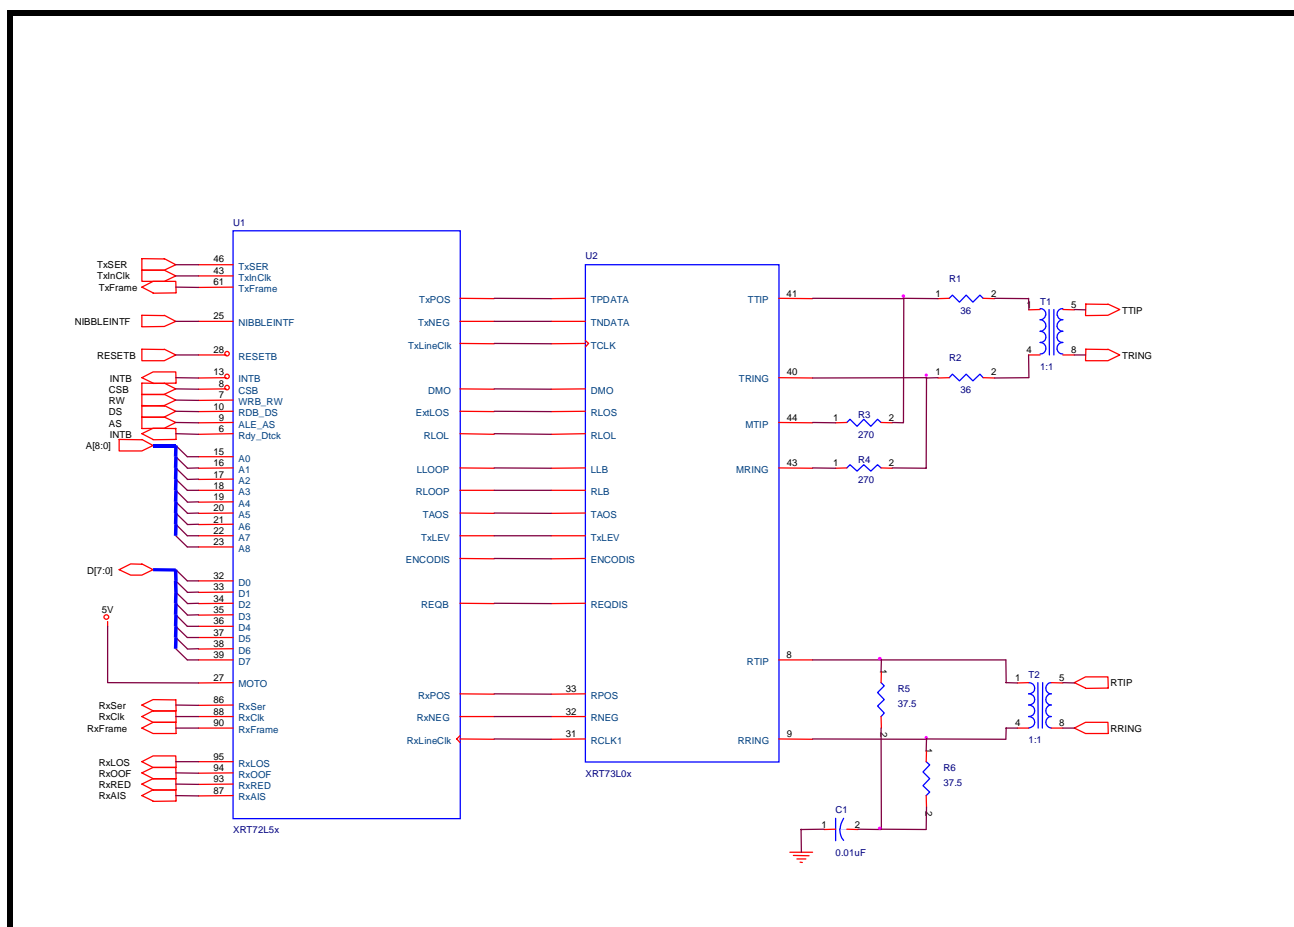 U1
TxSER 46 TxSER
TxInClk 43 TxInClk
TxFrame 61 TxFrame
NIBBLEINTF 25 NIBBLEINTF
RESETB 28 RESETB
INTB 13 INTB
CSB 8 CSB
RW 7 WRB_RW
DS 10 RDB_DS
AS 9 ALE_AS
INTB 6 Rdy_Dtck
A[8:0]
15 A0
16 A1
17 A2
18 A3
19 A4
20 A5
21 A6
22 A7
23 A8
D[7:0]
32 D0
33 D1
34 D2
35 D3
36 D4
37 D5
38 D6
39 D7
5V
27 MOTO
RxSer 86 RxSer
RxClk 88 RxClk
RxFrame 90 RxFrame
RxLOS 95 RxLOS
RxOOF 94 RxOOF
RxRED 93 RxRED
RxAIS 87 RxAIS
XRT72L5x
U2
TxPOS TPDATA
TxNEG TNDATA
TxLineClk TCLK
DMO DMO
ExtLOS RLOS
RLOL RLOL
LLOOP LLB
RLOOP RLB
TAOS TAOS
TxLEV TxLEV
ENCODIS ENCODIS
REQB REQDIS
RxPOS 33 RPOS
RxNEG 32 RNEG
RxLineClk 31 RCLK1
XRT73L0x
TTIP 41
TRING 40
MTIP 44
MRING 43
RTIP 8
RRING 9
R1
1 2
36
R2
1 2
36
R3
1 2
270
R4
1 2
270
T1
1 5 TTIP
4 8 TRING
1:1
T2
1 5 RTIP
4 8 RRING
1:1
1
R5
37.5
2
1
R6
37.5
2
C1
1 2
0.01uF